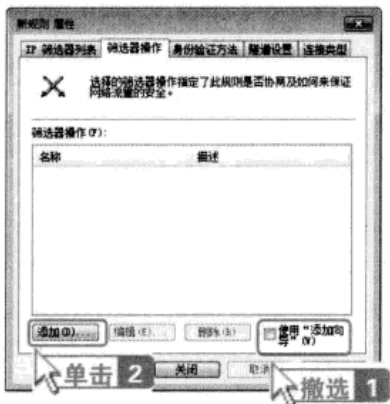 新规则 属性
IP 筛选器列表 筛选器操作 身份验证方法 隧道设置 连接类型
选择的筛选器操作指定了此规则是否协商及如何来保证
网络流量的安全。
筛选器操作(F):
名称 描述
添加(D)... 编辑(E)... 删除(R) 使用“添加向
导”(W)
单击 2
关闭 取消
撤选 1